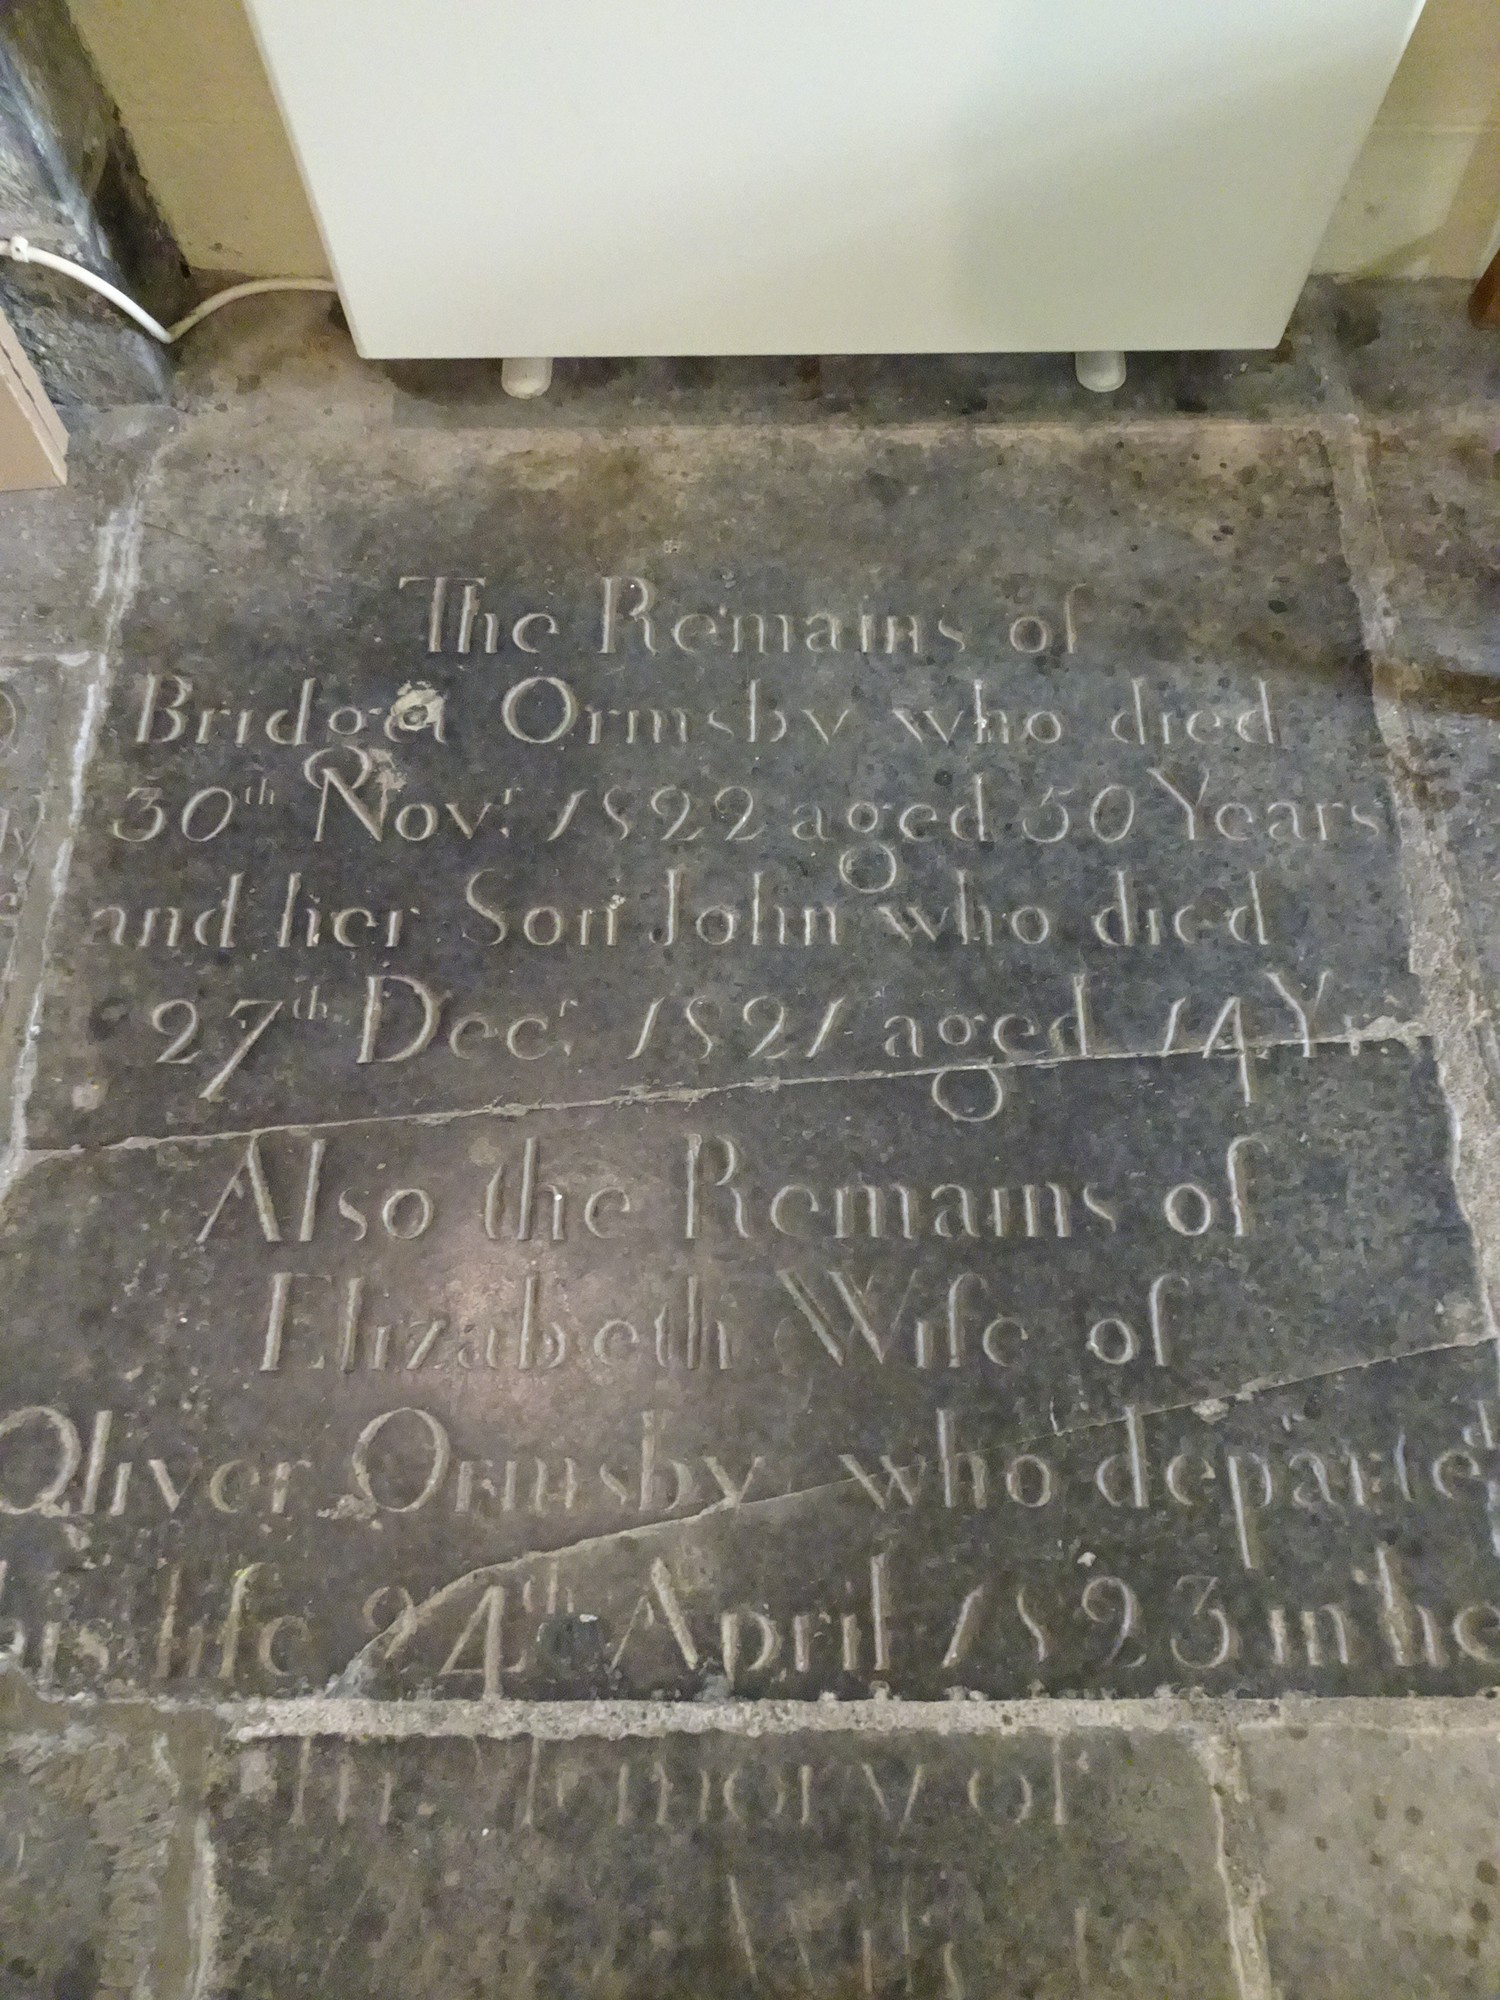 The Remains of
Bridget Ormsby who died
30th Novr. 1822 aged 50 Years
and her Son John who died
27th Decr. 1821 aged 14 Y
Also the Remains of
Elizabeth Wife of
Oliver Ormsby who departed
this life 24th April 1823 in he
In Memory of